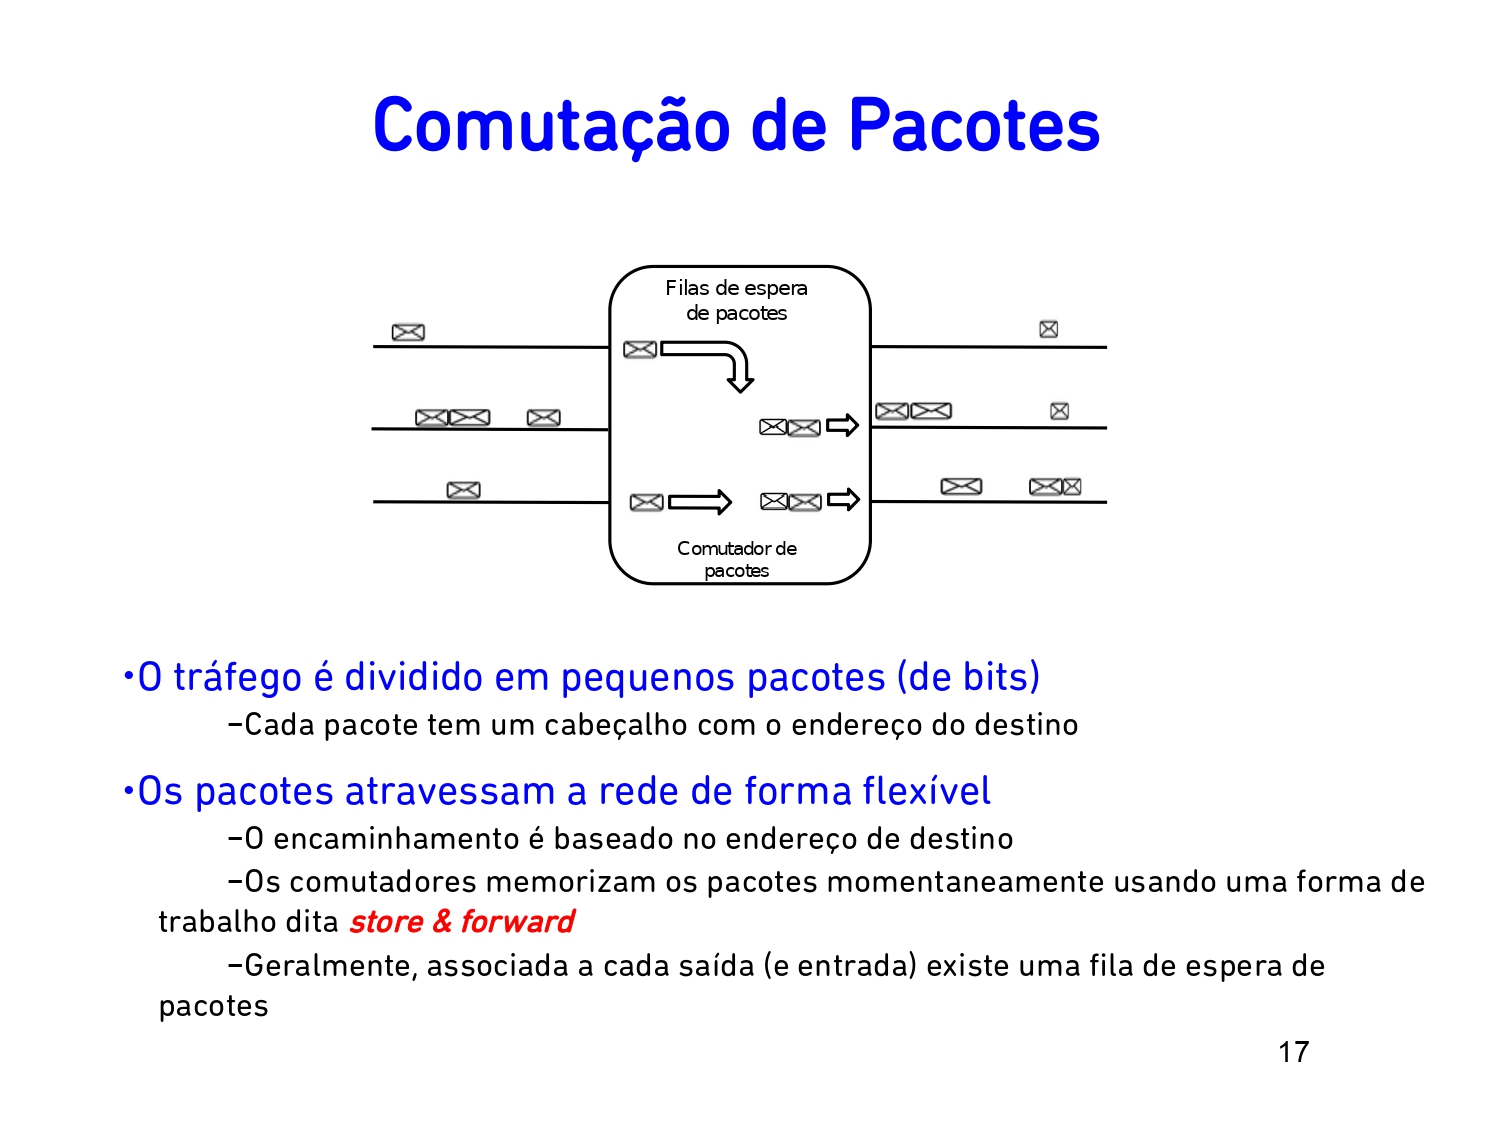 Comutação de Pacotes
Filas de espera
de pacotes
Comutador de
pacotes
•O tráfego é dividido em pequenos pacotes (de bits)
–Cada pacote tem um cabeçalho com o endereço do destino
•Os pacotes atravessam a rede de forma flexível
–O encaminhamento é baseado no endereço de destino
–Os comutadores memorizam os pacotes momentaneamente usando uma forma de
trabalho dita store & forward
–Geralmente, associada a cada saída (e entrada) existe uma fila de espera de
pacotes
17